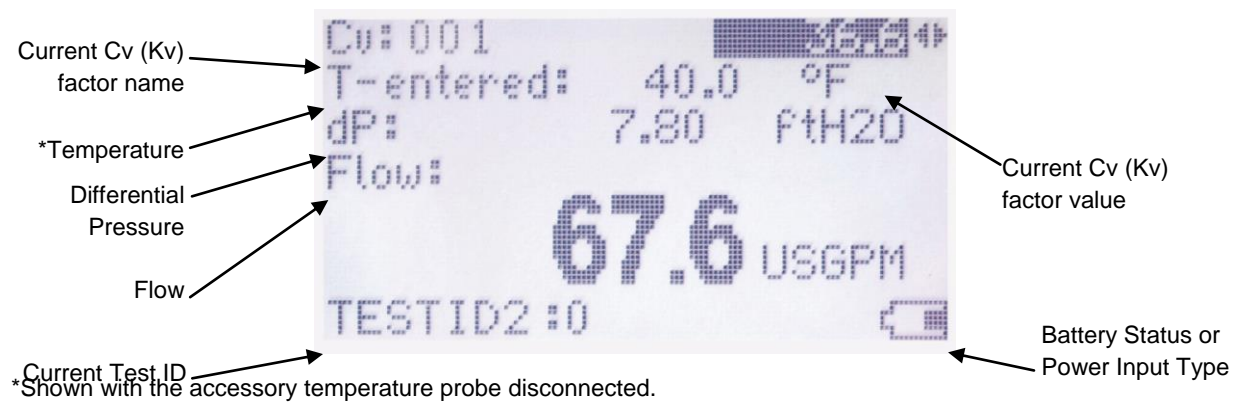 Cv:001
T-entered: 40.0 °F
dP: 7.80 ftH2O
Flow:
67.6 USGPM
TESTID2:0
Current Cv (Kv)
factor name
*Temperature
Differential
Pressure
Flow
Current Test ID
Current Cv (Kv)
factor value
Battery Status or
Power Input Type
*Shown with the accessory temperature probe disconnected.